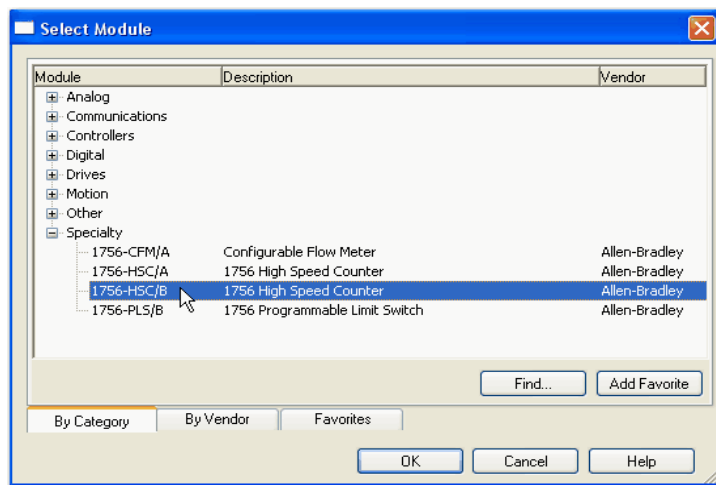 Select Module
Module Description Vendor
Analog
Communications
Controllers
Digital
Drives
Motion
Other
Specialty
1756-CFM/A Configurable Flow Meter Allen-Bradley
1756-HSC/A 1756 High Speed Counter Allen-Bradley
1756-HSC/B 1756 High Speed Counter Allen-Bradley
1756-PLS/B 1756 Programmable Limit Switch Allen-Bradley
Find... Add Favorite
By Category By Vendor Favorites
OK Cancel Help